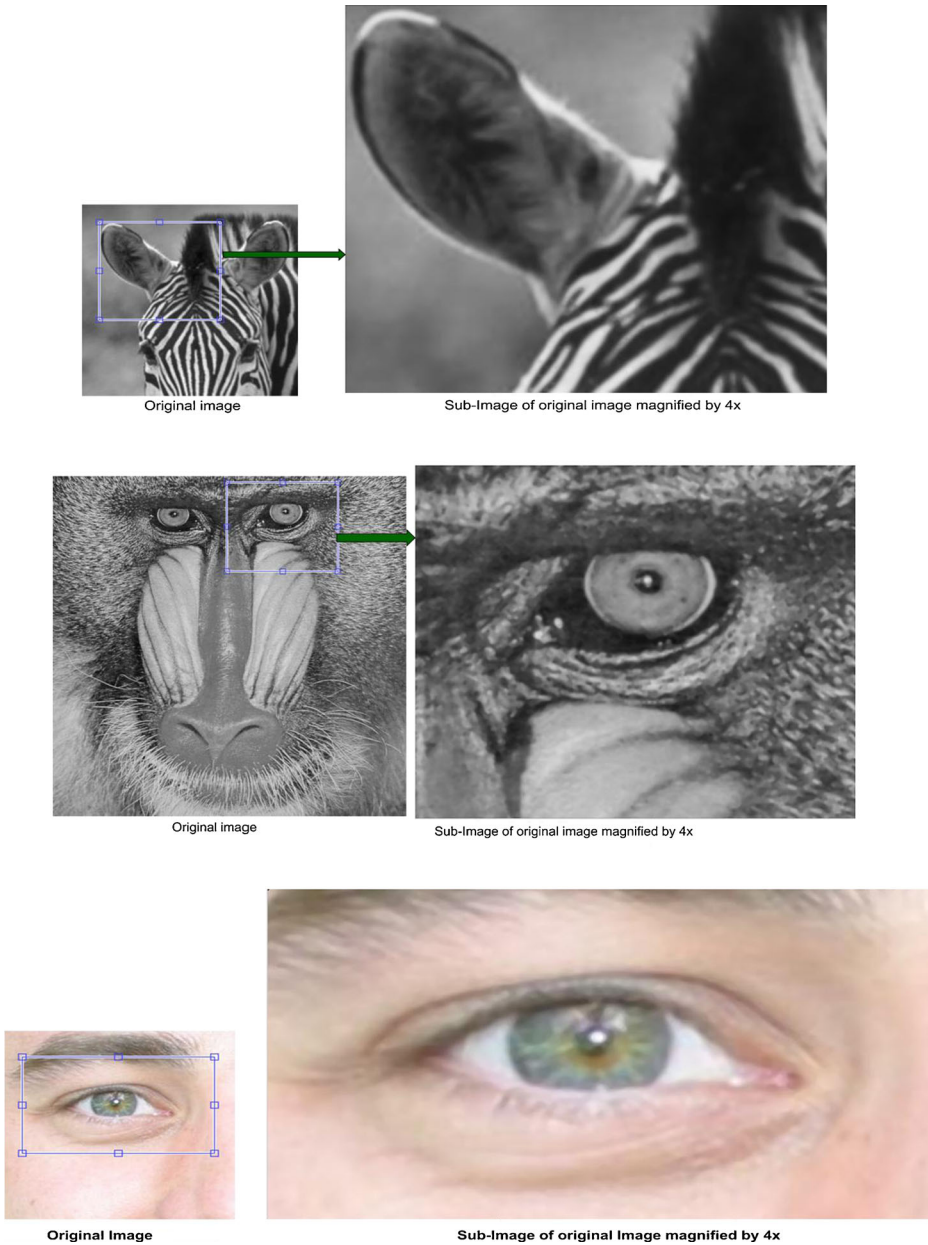 Original image
Sub-Image of original image magnified by 4x
Original image
Sub-Image of original image magnified by 4x
Original Image
Sub-Image of original Image magnified by 4x